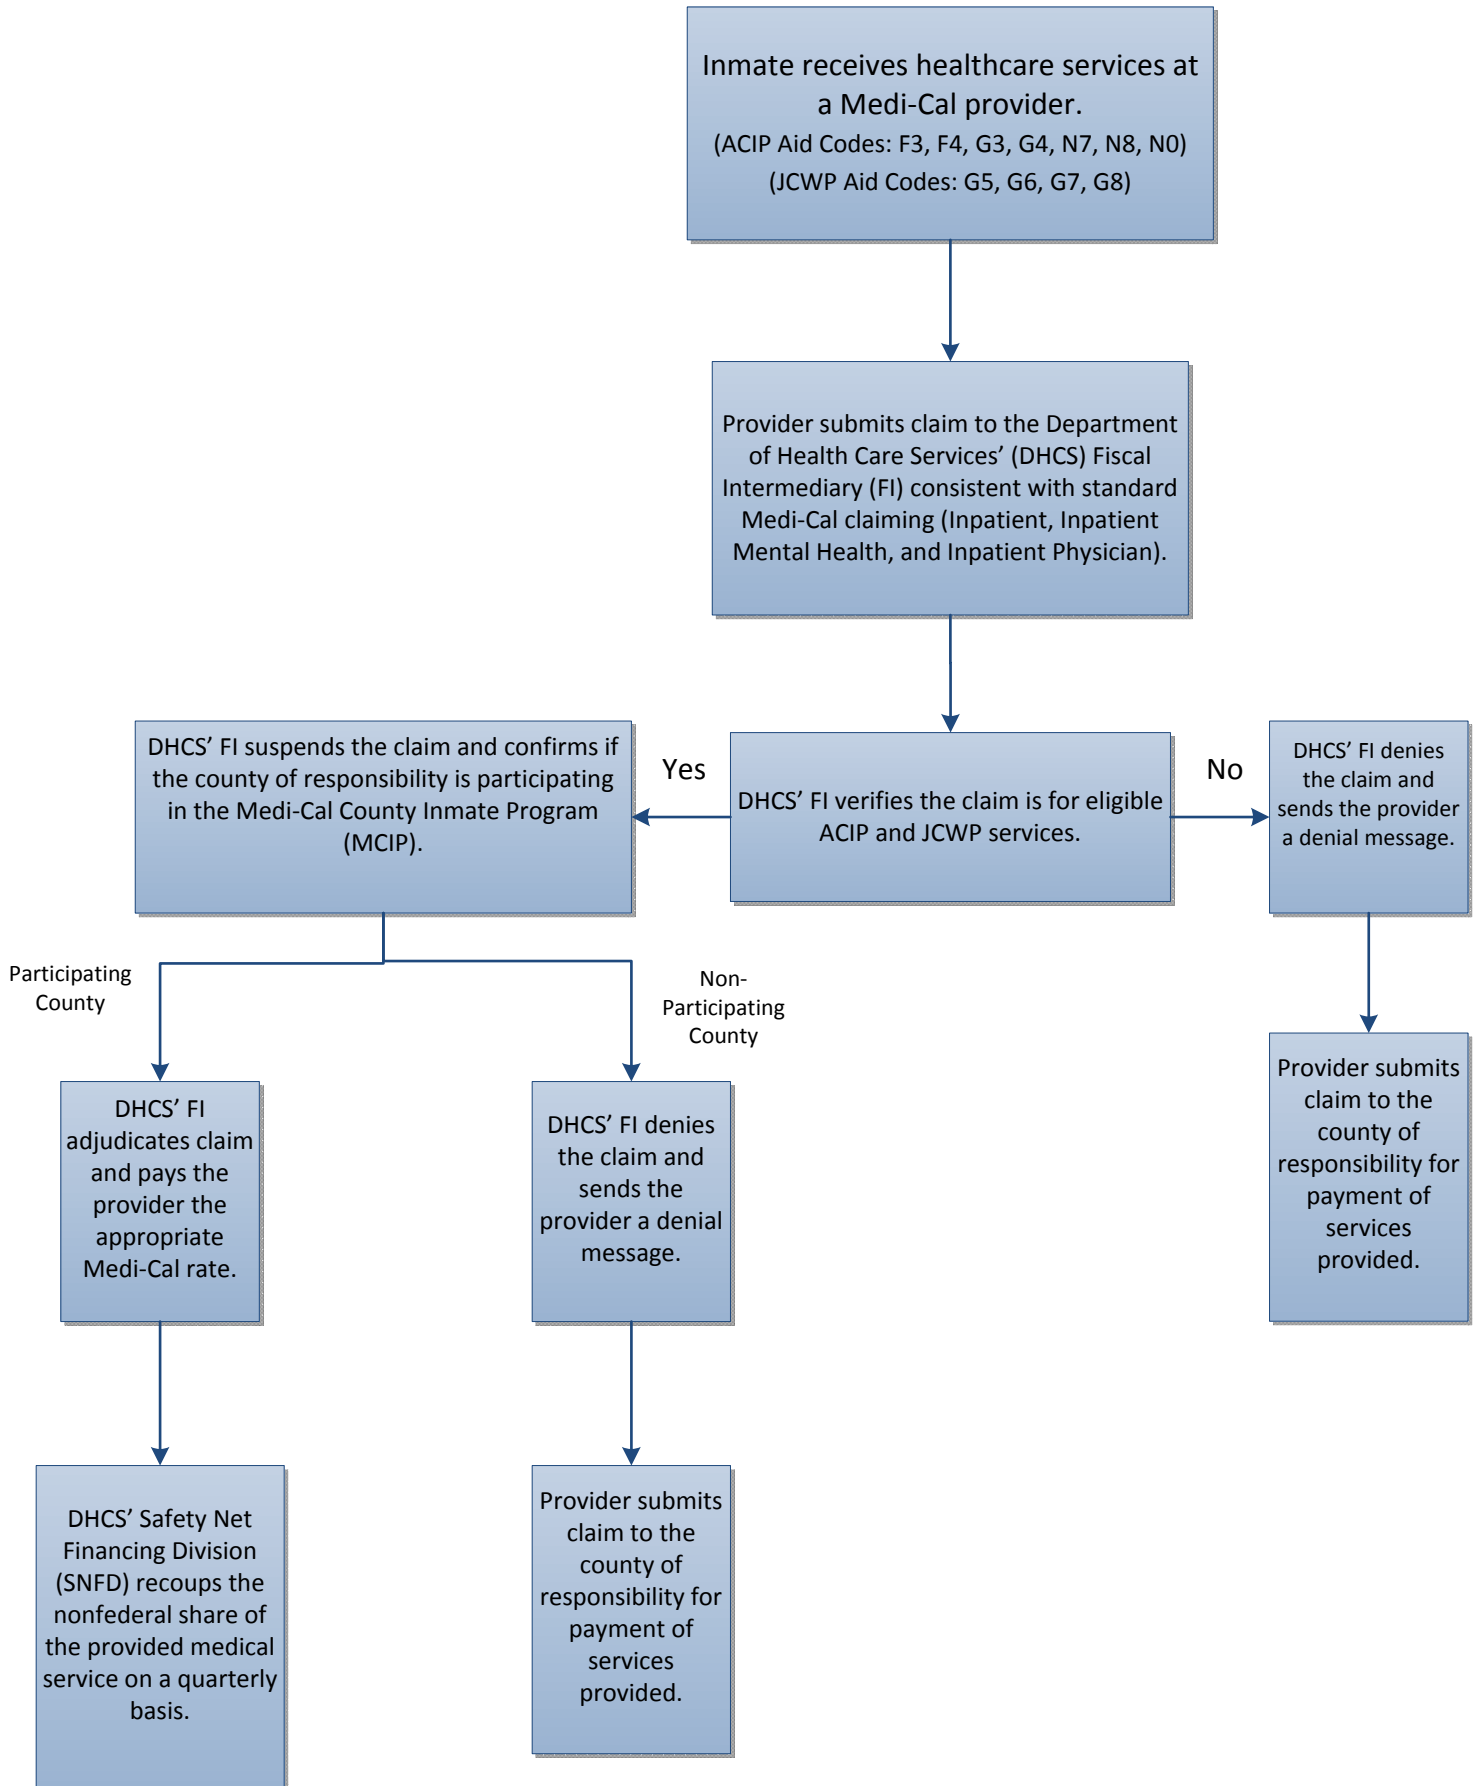 Inmate receives healthcare services at
a Medi-Cal provider.
(ACIP Aid Codes: F3, F4, G3, G4, N7, N8, N0)
(JCWP Aid Codes: G5, G6, G7, G8)
Provider submits claim to the Department
of Health Care Services’ (DHCS) Fiscal
Intermediary (FI) consistent with standard
Medi-Cal claiming (Inpatient, Inpatient
Mental Health, and Inpatient Physician).
DHCS’ FI suspends the claim and confirms if
the county of responsibility is participating
in the Medi-Cal County Inmate Program
(MCIP).
Yes
DHCS’ FI verifies the claim is for eligible
ACIP and JCWP services.
No
DHCS’ FI denies
the claim and
sends the provider
a denial message.
Participating
County
Non-
Participating
County
DHCS’ FI
adjudicates claim
and pays the
provider the
appropriate
Medi-Cal rate.
DHCS’ FI denies
the claim and
sends the
provider a denial
message.
Provider submits
claim to the
county of
responsibility for
payment of
services
provided.
DHCS’ Safety Net
Financing Division
(SNFD) recoups the
nonfederal share of
the provided medical
service on a quarterly
basis.
Provider submits
claim to the
county of
responsibility for
payment of
services
provided.